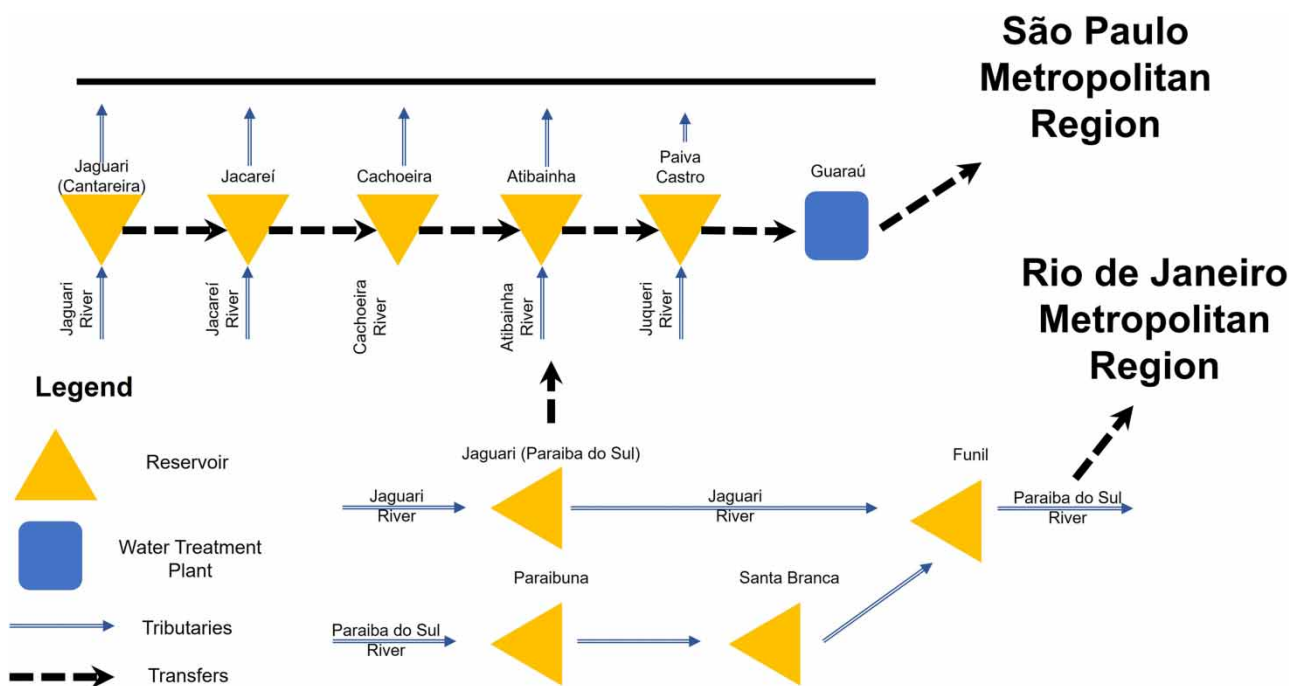 São Paulo
Metropolitan
Region
Jaguari
(Cantareira)
Jacareí
Cachoeira
Atibainha
Paiva
Castro
Guaraú
Jaguari
River
Jacareí
River
Cachoeira
River
Atibainha
River
Juqueri
River
Rio de Janeiro
Metropolitan
Region
Legend
Reservoir
Water Treatment
Plant
Tributaries
Transfers
Jaguari (Paraiba do Sul)
Funil
Jaguari
River
Jaguari
River
Paraiba do Sul
River
Paraibuna
Santa Branca
Paraiba do Sul
River